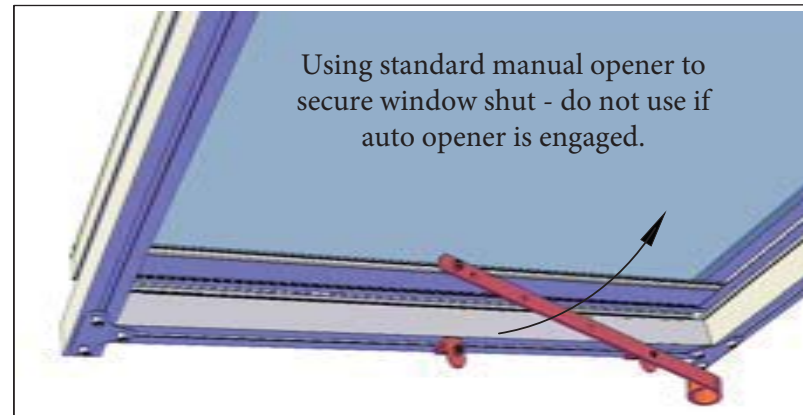 Using standard manual opener to
secure window shut - do not use if
auto opener is engaged.